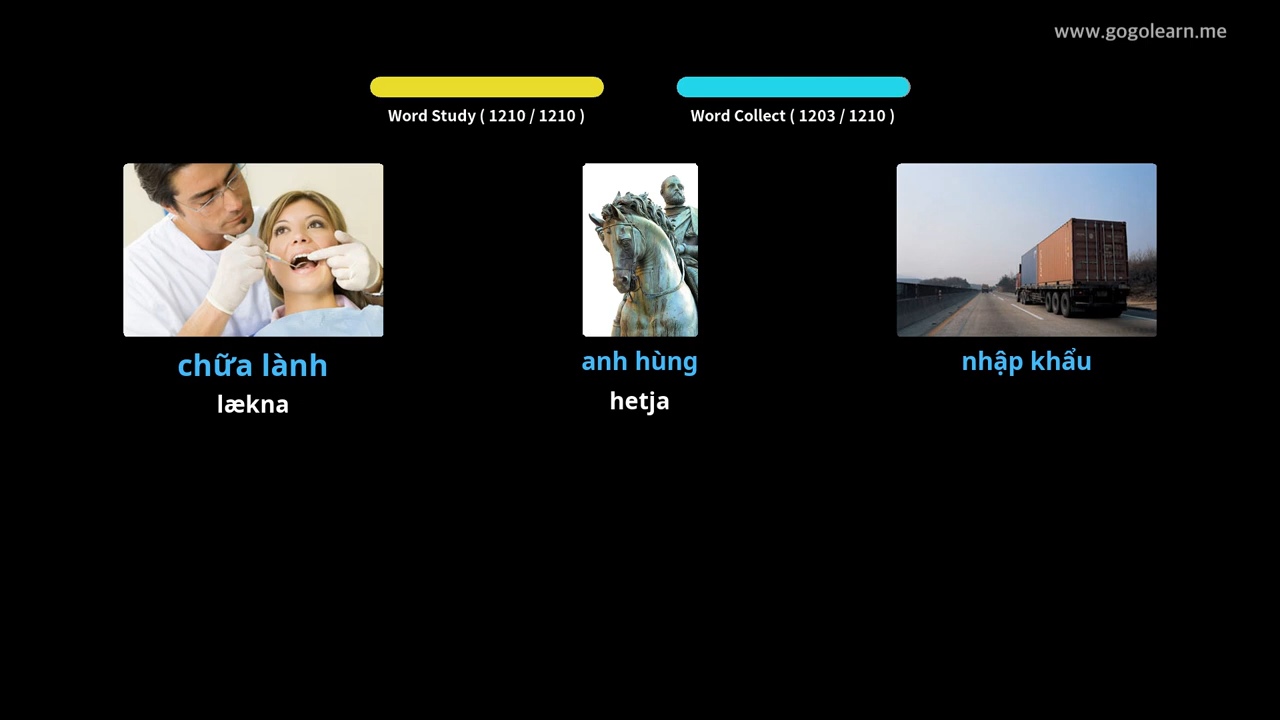 www.gogolearn.me
Word Study ( 1210 / 1210 )
Word Collect ( 1203 / 1210 )
chữa lành
lækna
anh hùng
hetja
nhập khẩu